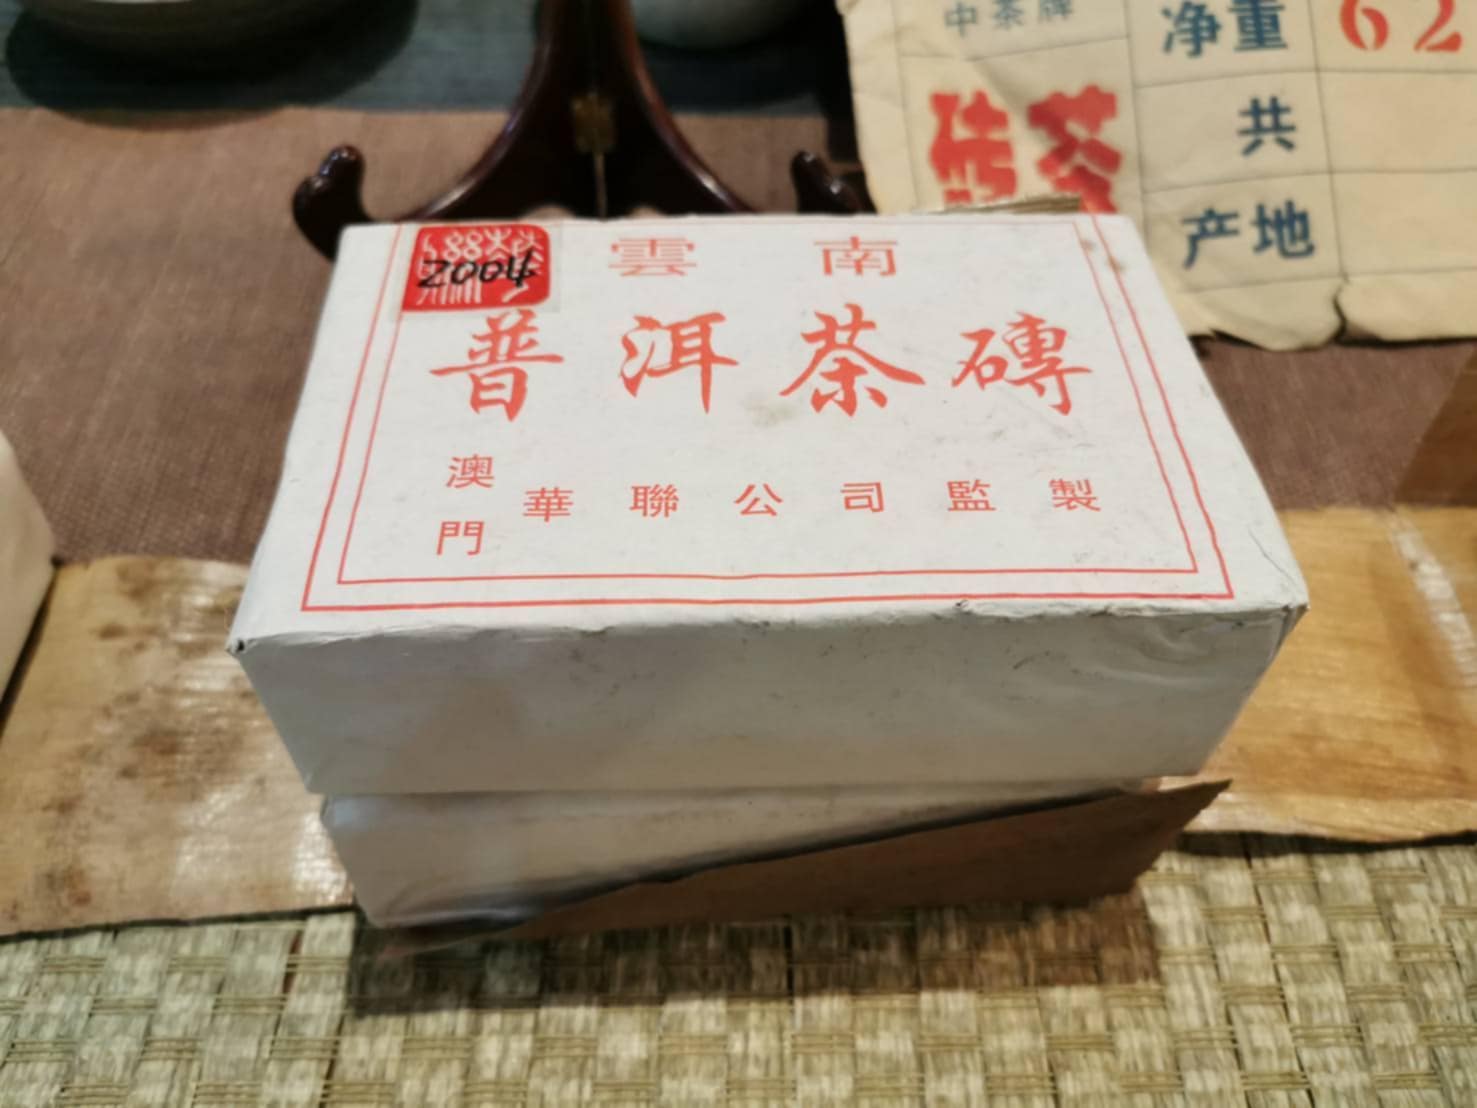 中茶牌
净重 62
砖茶
共
产地
2004
雲南
普洱茶磚
澳門
華聯公司監製